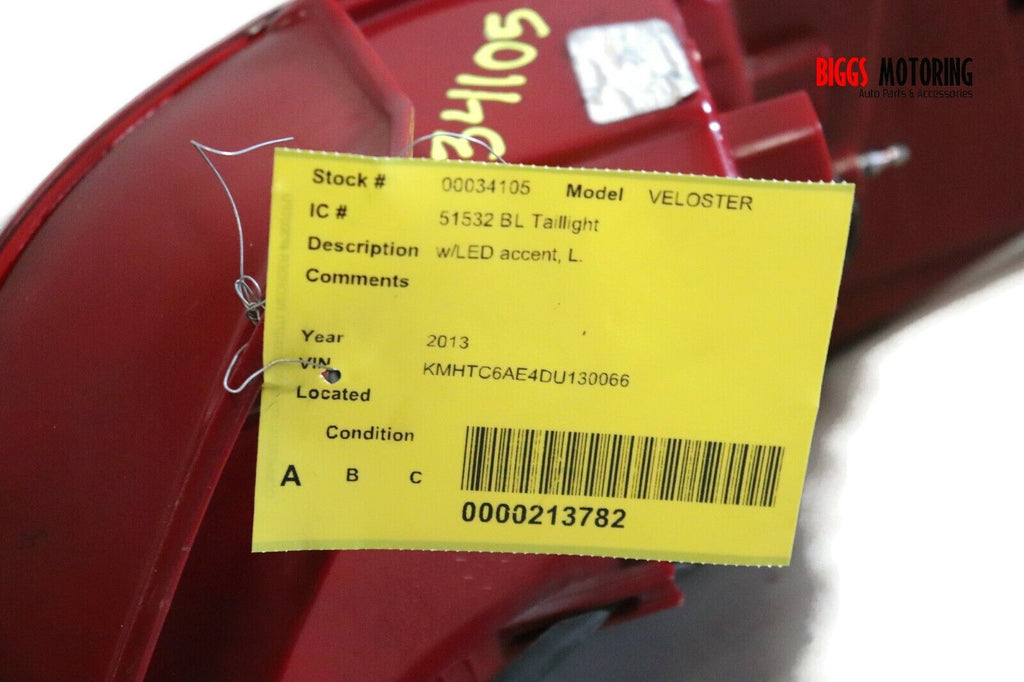 BIGGS MOTORING
Auto Parts & Accessories
34105
Stock # 00034105 Model VELOSTER
IC # 51532 BL Taillight
Description w/LED accent, L.
Comments
Year 2013
VIN KMHTC6AE4DU130066
Located
Condition
A B C
0000213782